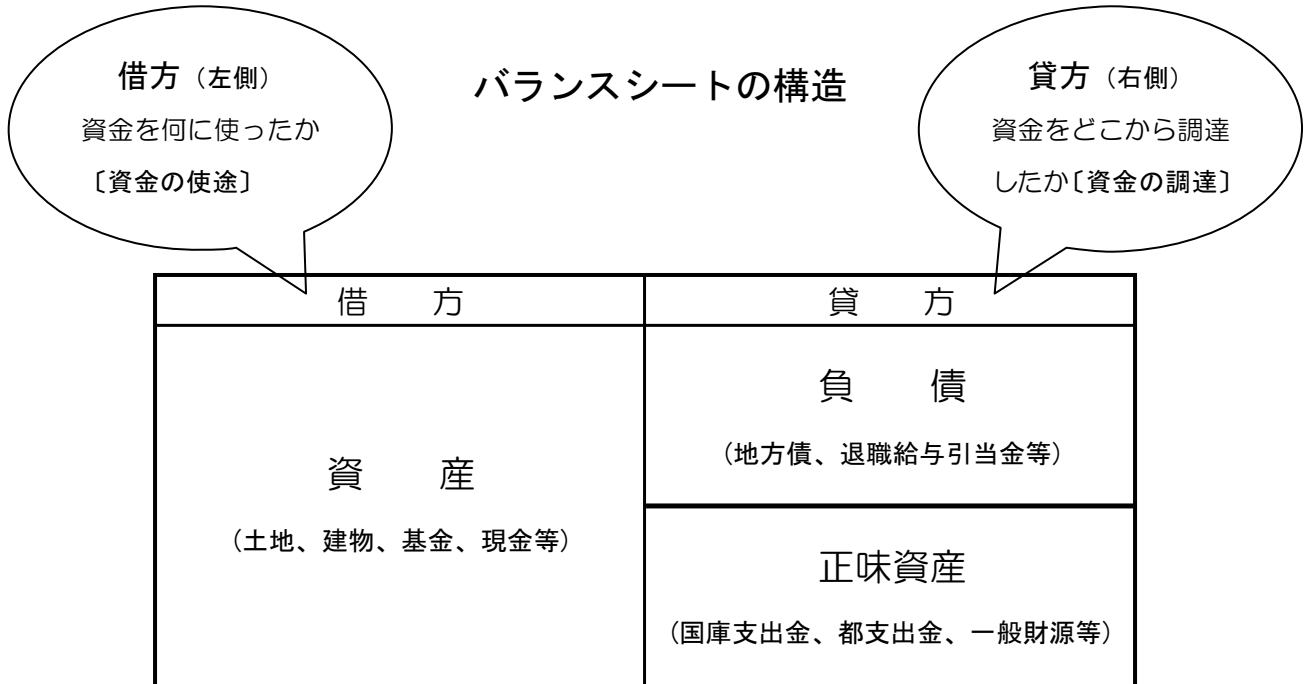 バランスシートの構造
借方（左側）
資金を何に使ったか
〔資金の使途〕
貸方（右側）
資金をどこから調達
したか〔資金の調達〕
借　方
貸　方
資　産
（土地、建物、基金、現金等）
負　債
（地方債、退職給与引当金等）
正味資産
（国庫支出金、都支出金、一般財源等）